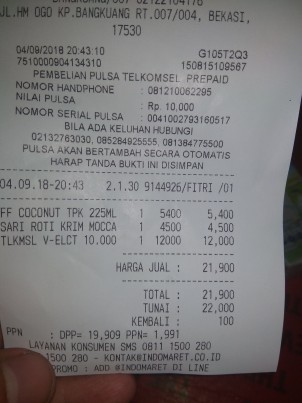 JL.HM OGO KP.BANGKUANG RT.007/004, BEKASI,
17530
04/09/2018 20:43:10 G105T2Q3
7510000904134310 150815109567
PEMBELIAN PULSA TELKOMSEL PREPAID
NOMOR HANDPHONE : 081210062295
NILAI PULSA : Rp. 10,000
NOMOR SERIAL PULSA : 0041002793160517
BILA ADA KELUHAN HUBUNGI
02132763030, 085284925555, 081384775500
PULSA AKAN BERTAMBAH SECARA OTOMATIS
HARAP TANDA BUKTI INI DISIMPAN
04.09.18-20:43 2.1.30 9144926/FITRI /01
FF COCONUT TPK 225ML 1 5400 5,400
SARI ROTI KRIM MOCCA 1 4500 4,500
TLKMSL V-ELCT 10.000 1 12000 12,000
HARGA JUAL : 21,900
TOTAL : 21,900
TUNAI : 22,000
KEMBALI : 100
PPN : DPP= 19,909 PPN= 1,991
LAYANAN KONSUMEN SMS 0811 1500 280
1500 280 - KONTAK@INDOMARET.CO.ID
PROMO : ADD @INDOMARET DI LINE